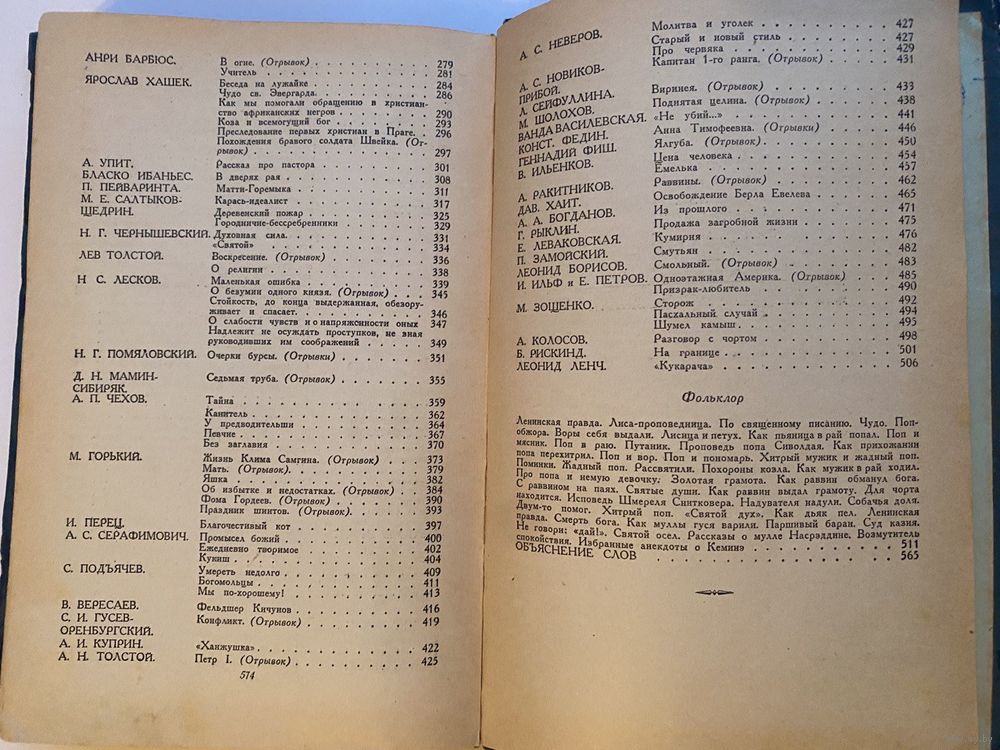 АНРИ БАРБЮС. В огне. (Отрывок) . . . . . . . . . . 279
Учитель . . . . . . . . . . 281
ЯРОСЛАВ ХАШЕК. Беседа на лужайке . . . . . . . . . . 284
Чудо св. Эвергарда. . . . . . . . . . 286
Как мы помогали обращению в христиан-
ство африканских негров . . . . . . . 290
Коза и всемогущий бог . . . . . . . 293
Преследование первых христиан в Праге. . 296
Похождения бравого солдата Швейка. (От-
рывок) . . . . . . . . . . 297
А. УПИТ. Рассказ про пастора . . . . . . . . 301
БЛАСКО ИБАНЬЕС. В дверях рая . . . . . . . . . 308
П. ПЕЙВАРИНТА. Матти-Горемыка . . . . . . . . . 311
М. Е. САЛТЫКОВ- Карась-идеалист . . . . . . . . . 317
ЩЕДРИН. Деревенский пожар . . . . . . . . . 325
Городничие-бессребренники . . . . . . 329
Н. Г. ЧЕРНЫШЕВСКИЙ. Духовная сила. . . . . . . . . . 331
«Святой» . . . . . . . . . . 334
ЛЕВ ТОЛСТОЙ. Воскресение. (Отрывок) . . . . . . . 336
О религии . . . . . . . . . . 338
Н С. ЛЕСКОВ. Маленькая ошибка . . . . . . . . . 339
О безумии одного князя. (Отрывок) . . . 345
Стойкость, до конца выдержанная, обезору-
живает и спасает. . . . . . . . . . 346
О слабости чувств и о напряженности оных 347
Надлежит не осуждать проступков, не зная
руководивших им соображений . . . . . 349
Н. Г. ПОМЯЛОВСКИЙ. Очерки бурсы. (Отрывки) . . . . . . 351
Д. Н. МАМИН-
СИБИРЯК. Седьмая труба. (Отрывок) . . . . . . 355
А. П. ЧЕХОВ. Тайна . . . . . . . . . . 359
Канитель . . . . . . . . . . 362
У предводительши . . . . . . . . . 364
Певчие . . . . . . . . . . 367
Без заглавия . . . . . . . . . . 370
М. ГОРЬКИЙ. Жизнь Клима Самгина. (Отрывок) . . . . 373
Мать. (Отрывок). . . . . . . . . . 379
Яшка . . . . . . . . . . 382
Об избытке и недостатках. (Отрывок) . . . 384
Фома Гордеев. (Отрывок) . . . . . . . 390
Праздник шиитов. (Отрывок). . . . . . 393
И. ПЕРЕЦ. Благочестивый кот . . . . . . . . . 397
А. С. СЕРАФИМОВИЧ. Промысел божий . . . . . . . . . 400
Ежедневно творимое . . . . . . . . . 402
Кукиш . . . . . . . . . . 404
С. ПОДЪЯЧЕВ. Умереть недолго . . . . . . . . . 409
Богомольцы . . . . . . . . . . 411
Мы по-хорошему! . . . . . . . . . 413
В. ВЕРЕСАЕВ. Фельдшер Кичунов . . . . . . . . . 416
С. И. ГУСЕВ- Конфликт. (Отрывок) . . . . . . . . 419
ОРЕНБУРГСКИЙ.
А. И. КУПРИН. «Ханжушка» . . . . . . . . . . 422
А. Н. ТОЛСТОЙ. Петр I. (Отрывок) . . . . . . . . . 425
574
А. С. НЕВЕРОВ. Молитва и уголек . . . . . . . . . 427
Старый и новый стиль . . . . . . . . 427
Про червяка . . . . . . . . . . 429
А. С. НОВИКОВ- Капитан 1-го ранга. (Отрывок) . . . . . 431
ПРИБОЙ.
Л. СЕЙФУЛЛИНА. Виринея. (Отрывок) . . . . . . . . 433
М. ШОЛОХОВ. Поднятая целина. (Отрывок) . . . . . . 438
ВАНДА ВАСИЛЕВСКАЯ. «Не убий...» . . . . . . . . . . 441
КОНСТ. ФЕДИН. Анна Тимофеевна. (Отрывки) . . . . . 446
ГЕННАДИЙ ФИШ. Ялгуба. (Отрывок) . . . . . . . . 450
В. ИЛЬЕНКОВ. Цена человека . . . . . . . . . . 454
Емелька . . . . . . . . . . 457
А. РАКИТНИКОВ. Раввины. (Отрывок) . . . . . . . . 462
ДАВ. ХАИТ. Освобождение Берла Евелева . . . . . 465
А. А. БОГДАНОВ. Из прошлого . . . . . . . . . . 471
Г. РЫКЛИН. Продажа загробной жизни . . . . . . 475
Е. ЛЕВАКОВСКАЯ. Кумирня . . . . . . . . . . 476
П. ЗАМОЙСКИЙ. Смутьян . . . . . . . . . . 482
ЛЕОНИД БОРИСОВ. Смольный. (Отрывок) . . . . . . . . 483
И. ИЛЬФ и Е. ПЕТРОВ. Одноэтажная Америка. (Отрывок) . . . . 485
Призрак-любитель . . . . . . . . . 490
М. ЗОЩЕНКО. Сторож . . . . . . . . . . 492
Пасхальный случай . . . . . . . . . 494
Шумел камыш . . . . . . . . . . 495
А. КОЛОСОВ. Разговор с чортом . . . . . . . . . 498
Б. РИСКИНД. На границе . . . . . . . . . . 501
ЛЕОНИД ЛЕНЧ. «Кукарача» . . . . . . . . . . 506
Фольклор
Ленинская правда. Лиса-проповедница. По священному писанию. Чудо. Поп-
обжора. Воры себя выдали. Лисица и петух. Как пьяница в рай попал. Поп и
мясник. Поп в раю. Путаник. Проповедь попа Сиволдая. Как прихожании
попа перехитрил. Поп и вор. Поп и пономарь. Хитрый мужик и жадный поп.
Поминки. Жадный поп. Рассвятили. Похороны козла. Как мужик в рай ходил.
Про попа и немую девочку. Золотая грамота. Как раввин обманул бога.
С раввином на паях. Святые души. Как раввин выдал грамоту. Для чорта
находится. Исповедь Шмереля Снитковера. Надувателя надули. Собачья доля.
Двум-то помог. Хитрый поп. «Святой дух». Как дьяк пел. Ленинская
правда. Смерть бога. Как муллы гуся варили. Паршивый баран. Суд казия.
Не говори: «дай!». Святой осел. Рассказы о мулле Насрэддине. Возмутитель
спокойствия. Избранные анекдоты о Кеминэ . . . . . . . . . . 511
ОБЪЯСНЕНИЕ СЛОВ . . . . . . . . . . 565